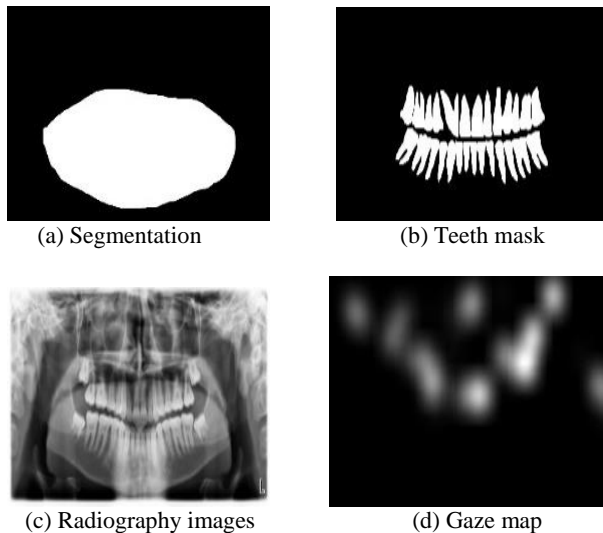 (a) Segmentation
(b) Teeth mask
(c) Radiography images
(d) Gaze map